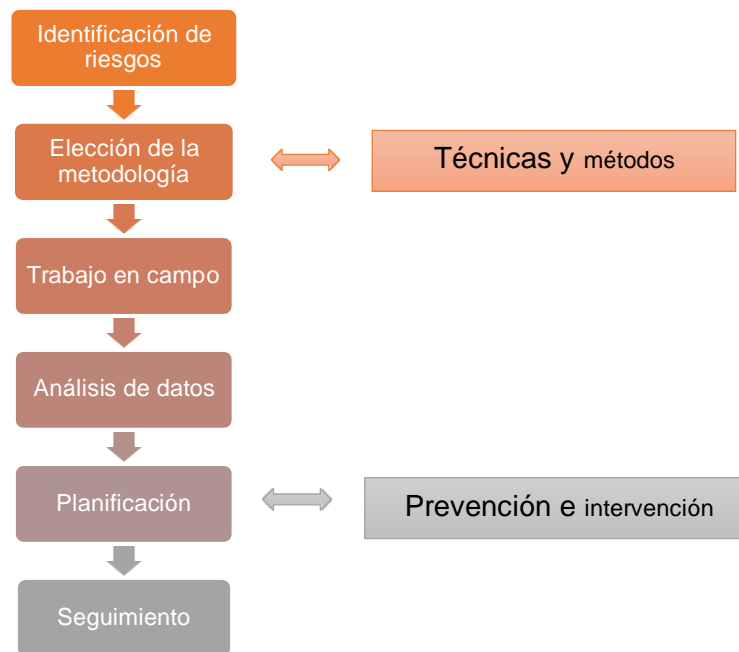 Identificación de
riesgos
Elección de la
metodología
Técnicas y métodos
Trabajo en campo
Análisis de datos
Planificación
Prevención e intervención
Seguimiento